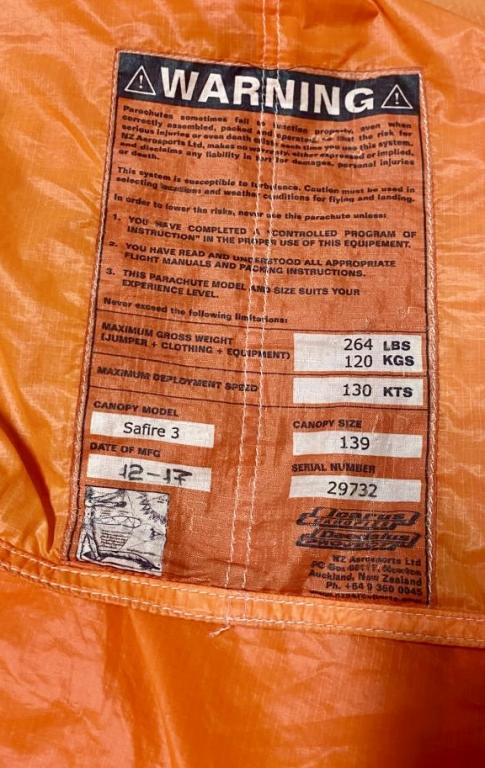 WARNING
Parachutes sometimes fail to function properly, even when
correctly assembled, packed and operating, so that the risk for
serious injuries or even death exists each time you use this system.
NZ Aerosports Ltd, makes no warranty, either expressed or implied,
and disclaims any liability in tort for damages, personal injuries
or death.
This system is susceptible to turbulence. Caution must be used in
selecting locations and weather conditions for flying and landing.
In order to lower the risks, never use this parachute unless:
1. YOU HAVE COMPLETED A "CONTROLLED PROGRAM OF
INSTRUCTION" IN THE PROPER USE OF THIS EQUIPMENT.
2. YOU HAVE READ AND UNDERSTOOD ALL APPROPRIATE
FLIGHT MANUALS AND PACKING INSTRUCTIONS.
3. THIS PARACHUTE MODEL AND SIZE SUITS YOUR
EXPERIENCE LEVEL.
Never exceed the following limitations:
MAXIMUM GROSS WEIGHT
(JUMPER + CLOTHING + EQUIPMENT)
264 LBS
120 KGS
MAXIMUM DEPLOYMENT SPEED
130 KTS
CANOPY MODEL
Safire 3
CANOPY SIZE
139
DATE OF MFG
12-17
SERIAL NUMBER
29732
NZ Aerosports Ltd
Auckland, New Zealand
Ph. +64 9 360 0045